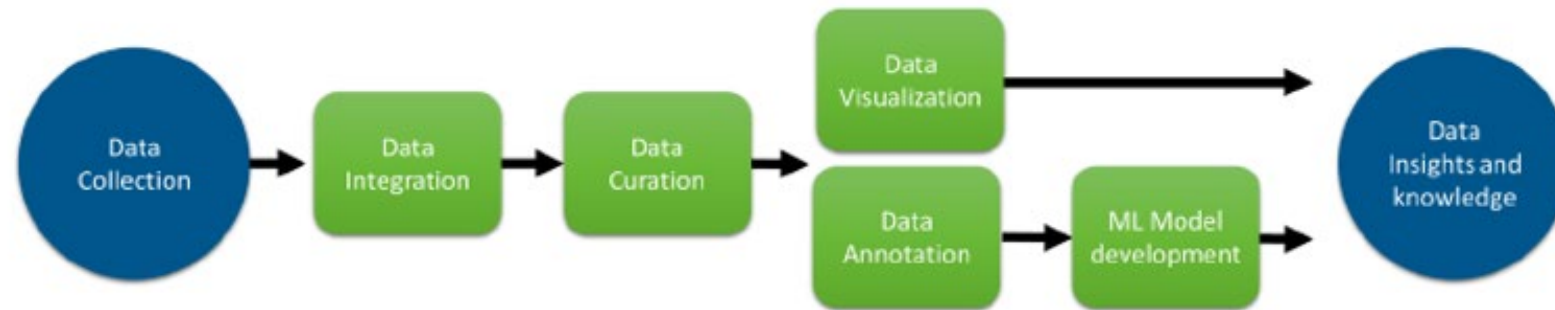 Data
Collection
Data
Integration
Data
Curation
Data
Visualization
Data
Annotation
ML Model
development
Data
Insights and
knowledge